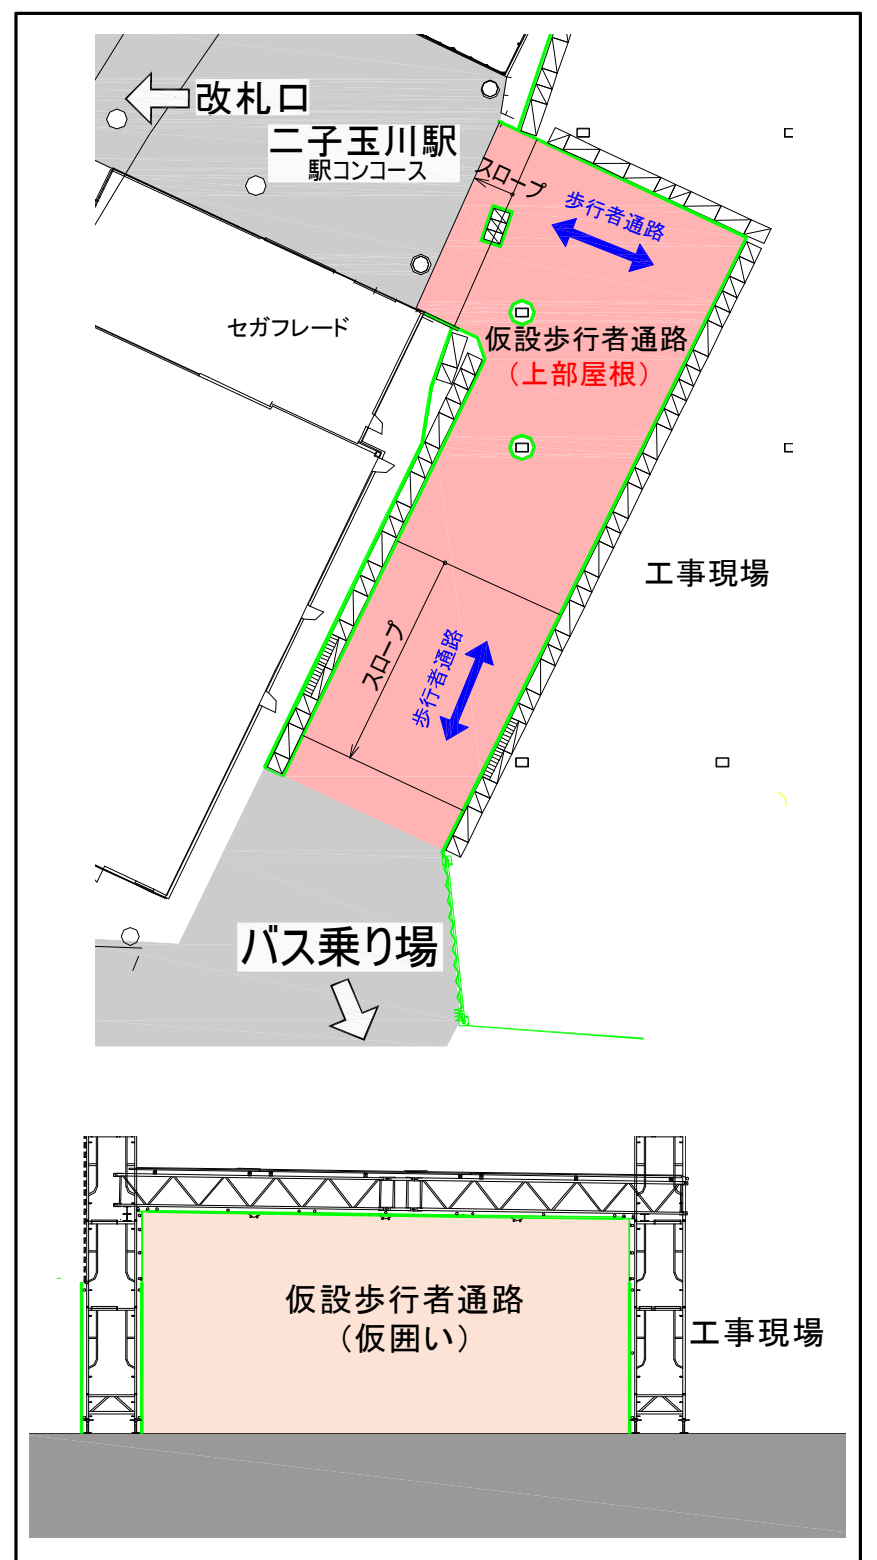 改札口
二子玉川駅
駅コンコース
スロープ
歩行者通路
セガフレード
仮設歩行者通路
（上部屋根）
工事現場
スロープ
歩行者通路
バス乗り場
仮設歩行者通路
（仮囲い）
工事現場